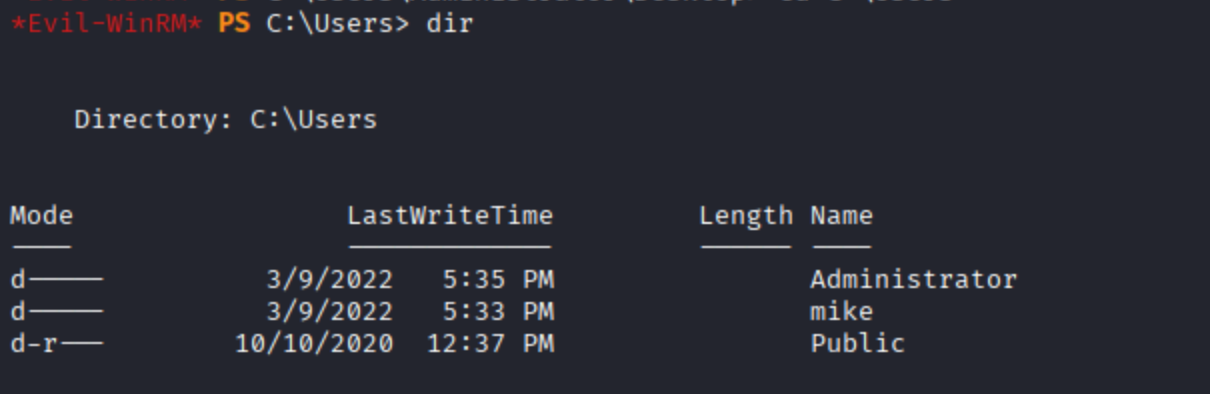 *Evil-WinRM* PS C:\Users> dir
Directory: C:\Users
Mode LastWriteTime Length Name
---- ------------- ------ ----
d----- 3/9/2022 5:35 PM Administrator
d----- 3/9/2022 5:33 PM mike
d-r--- 10/10/2020 12:37 PM Public